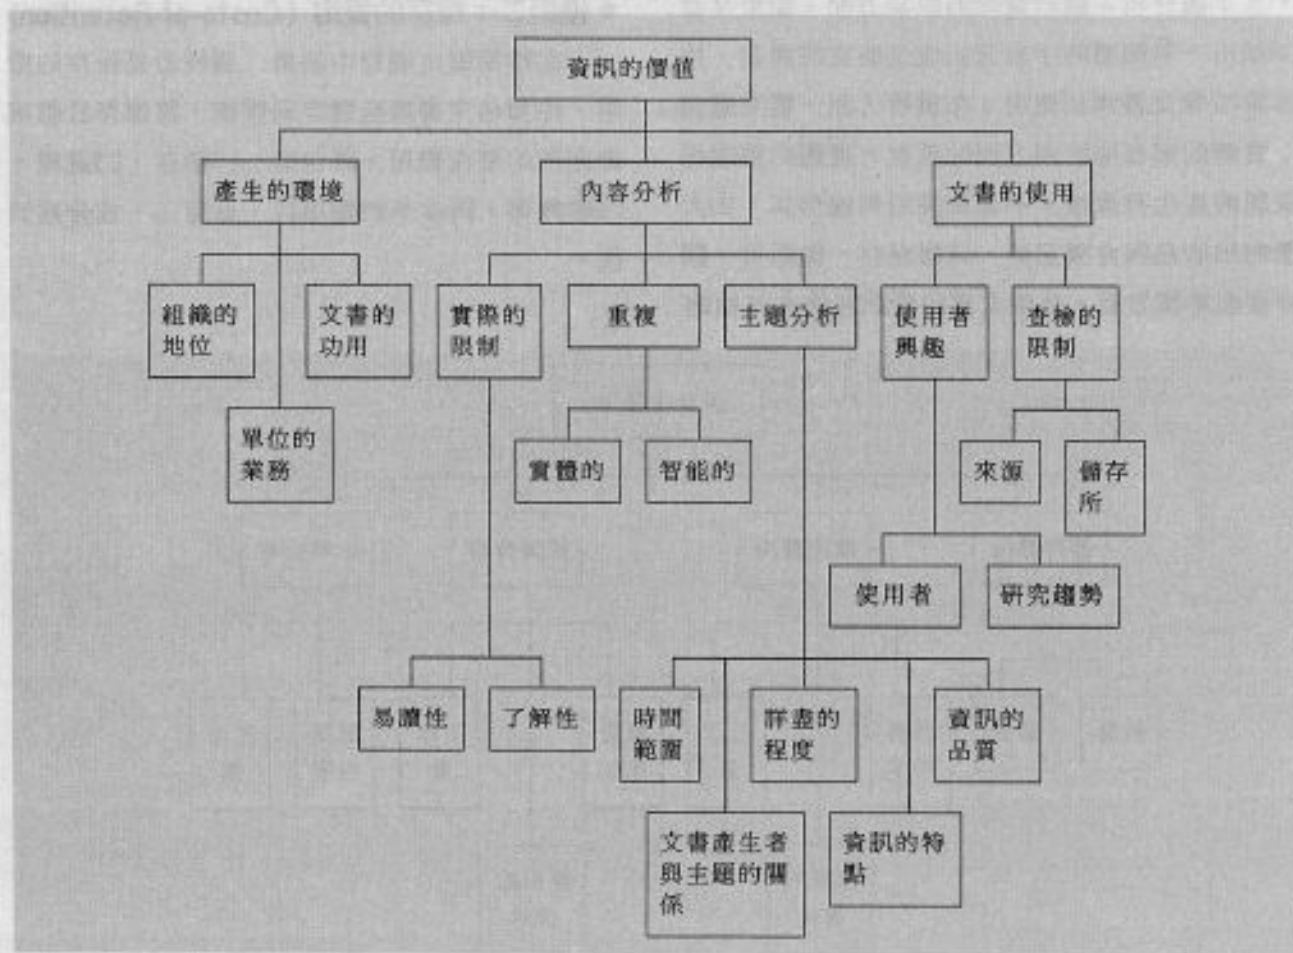 資訊的價值
產生的環境
內容分析
文書的使用
組織的
地位
文書的
功用
實際的
限制
重複
主題分析
使用者
興趣
查檢的
限制
單位的
業務
實體的
智能的
來源
儲存
所
使用者
研究趨勢
易讀性
了解性
時間
範圍
詳盡的
程度
資訊的
品質
文書產生者
與主題的關
係
資訊的特
點